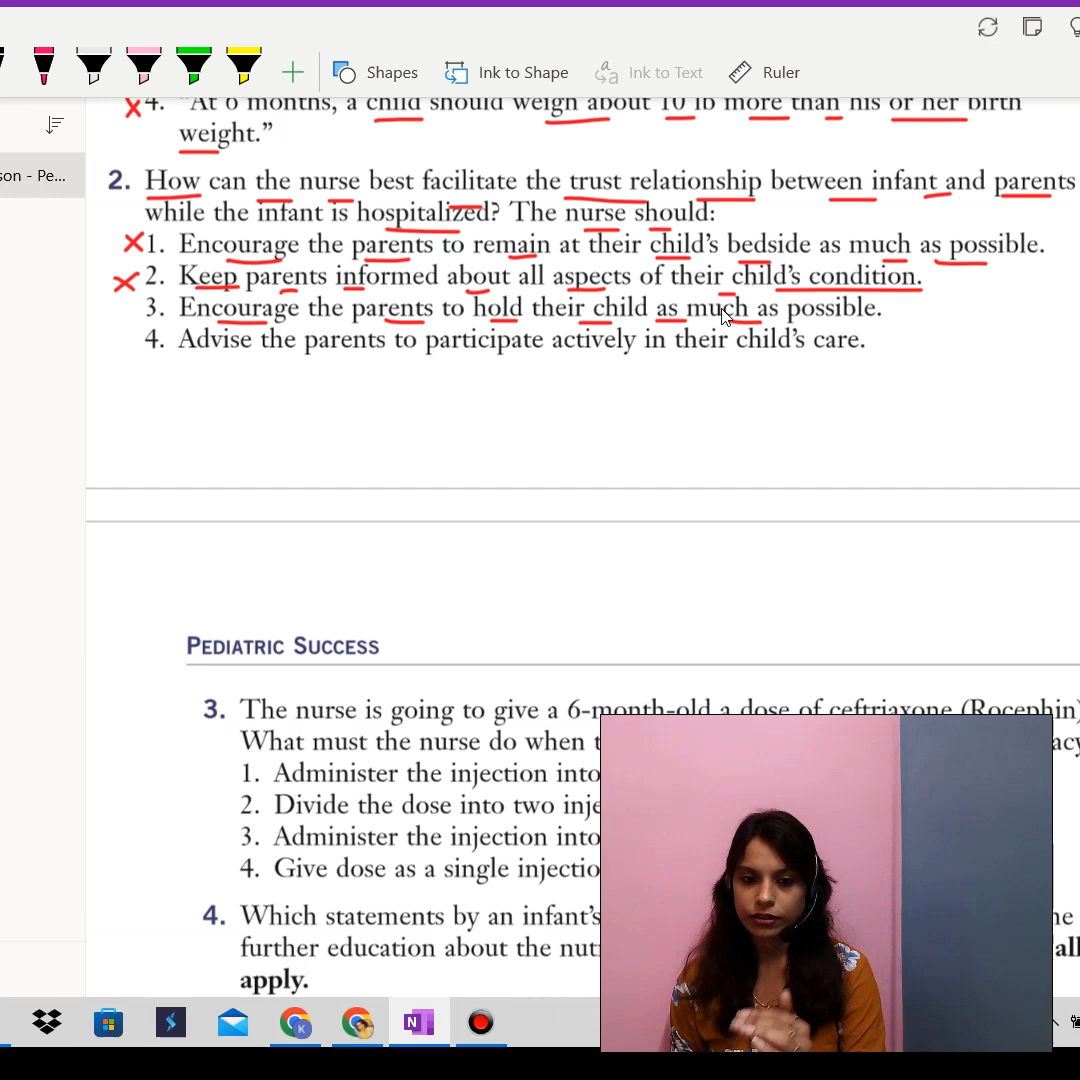 Shapes Ink to Shape Ink to Text Ruler
4. "At 6 months, a child should weigh about 10 lb more than his or her birth
weight."
son - Pe...
2. How can the nurse best facilitate the trust relationship between infant and parents
while the infant is hospitalized? The nurse should:
1. Encourage the parents to remain at their child's bedside as much as possible.
2. Keep parents informed about all aspects of their child's condition.
3. Encourage the parents to hold their child as much as possible.
4. Advise the parents to participate actively in their child's care.
PEDIATRIC SUCCESS
3. The nurse is going to give a 6-month-old a dose of ceftriaxone (Rocephin)
What must the nurse do when
1. Administer the injection into
2. Divide the dose into two
3. Administer the injection into
4. Give dose as a single
4. Which statements by an infant's
further education about the all
apply.
K
N